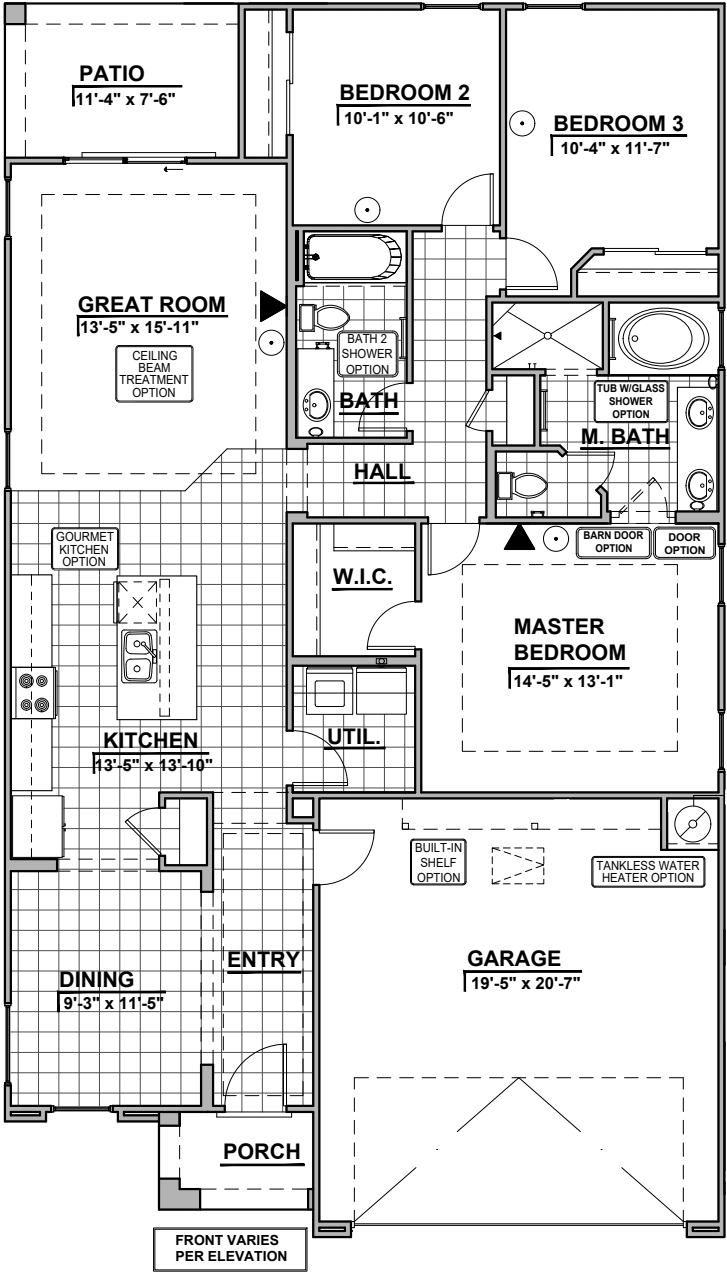 PATIO
11'-4" x 7'-6"
BEDROOM 2
10'-1" x 10'-6"
BEDROOM 3
10'-4" x 11'-7"
GREAT ROOM
13'-5" x 15'-11"
CEILING
BEAM
TREATMENT
OPTION
BATH 2
SHOWER
OPTION
BATH
TUB W/GLASS
SHOWER
OPTION
M. BATH
HALL
GOURMET
KITCHEN
OPTION
BARN DOOR
OPTION
DOOR
OPTION
W.I.C.
MASTER
BEDROOM
14'-5" x 13'-1"
KITCHEN
13'-5" x 13'-10"
UTIL.
BUILT-IN
SHELF
OPTION
TANKLESS WATER
HEATER OPTION
DINING
9'-3" x 11'-5"
ENTRY
GARAGE
19'-5" x 20'-7"
PORCH
FRONT VARIES
PER ELEVATION